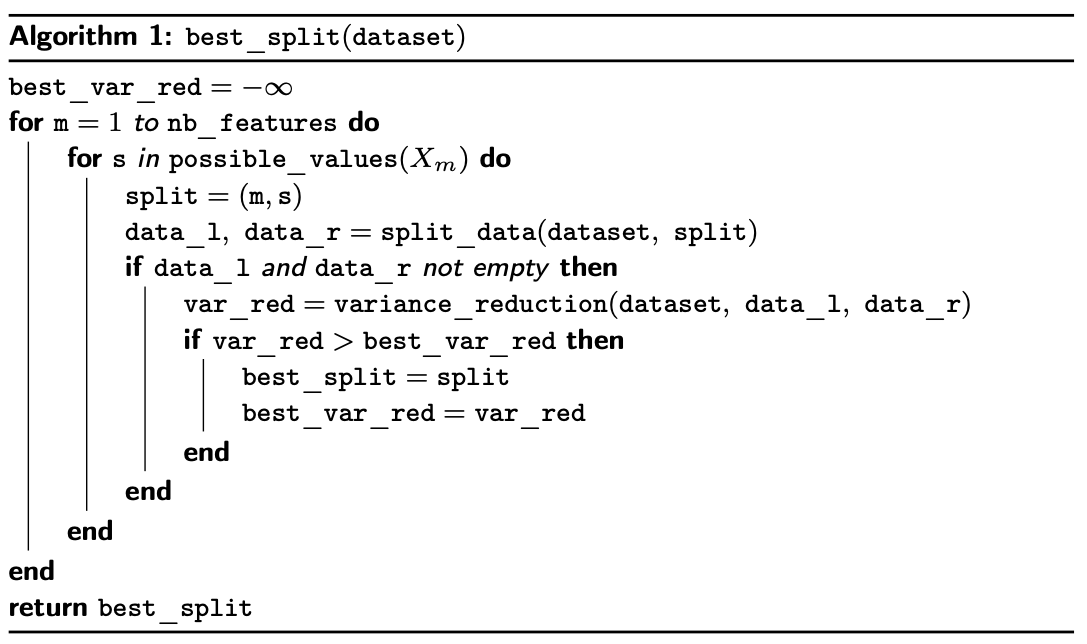 Algorithm 1: best_split(dataset)
best_var_red = −∞
for m = 1 to nb_features do
for s in possible_values(Xₘ) do
split = (m, s)
data_l, data_r = split_data(dataset, split)
if data_l and data_r not empty then
var_red = variance_reduction(dataset, data_l, data_r)
if var_red > best_var_red then
best_split = split
best_var_red = var_red
end
end
end
end
return best_split